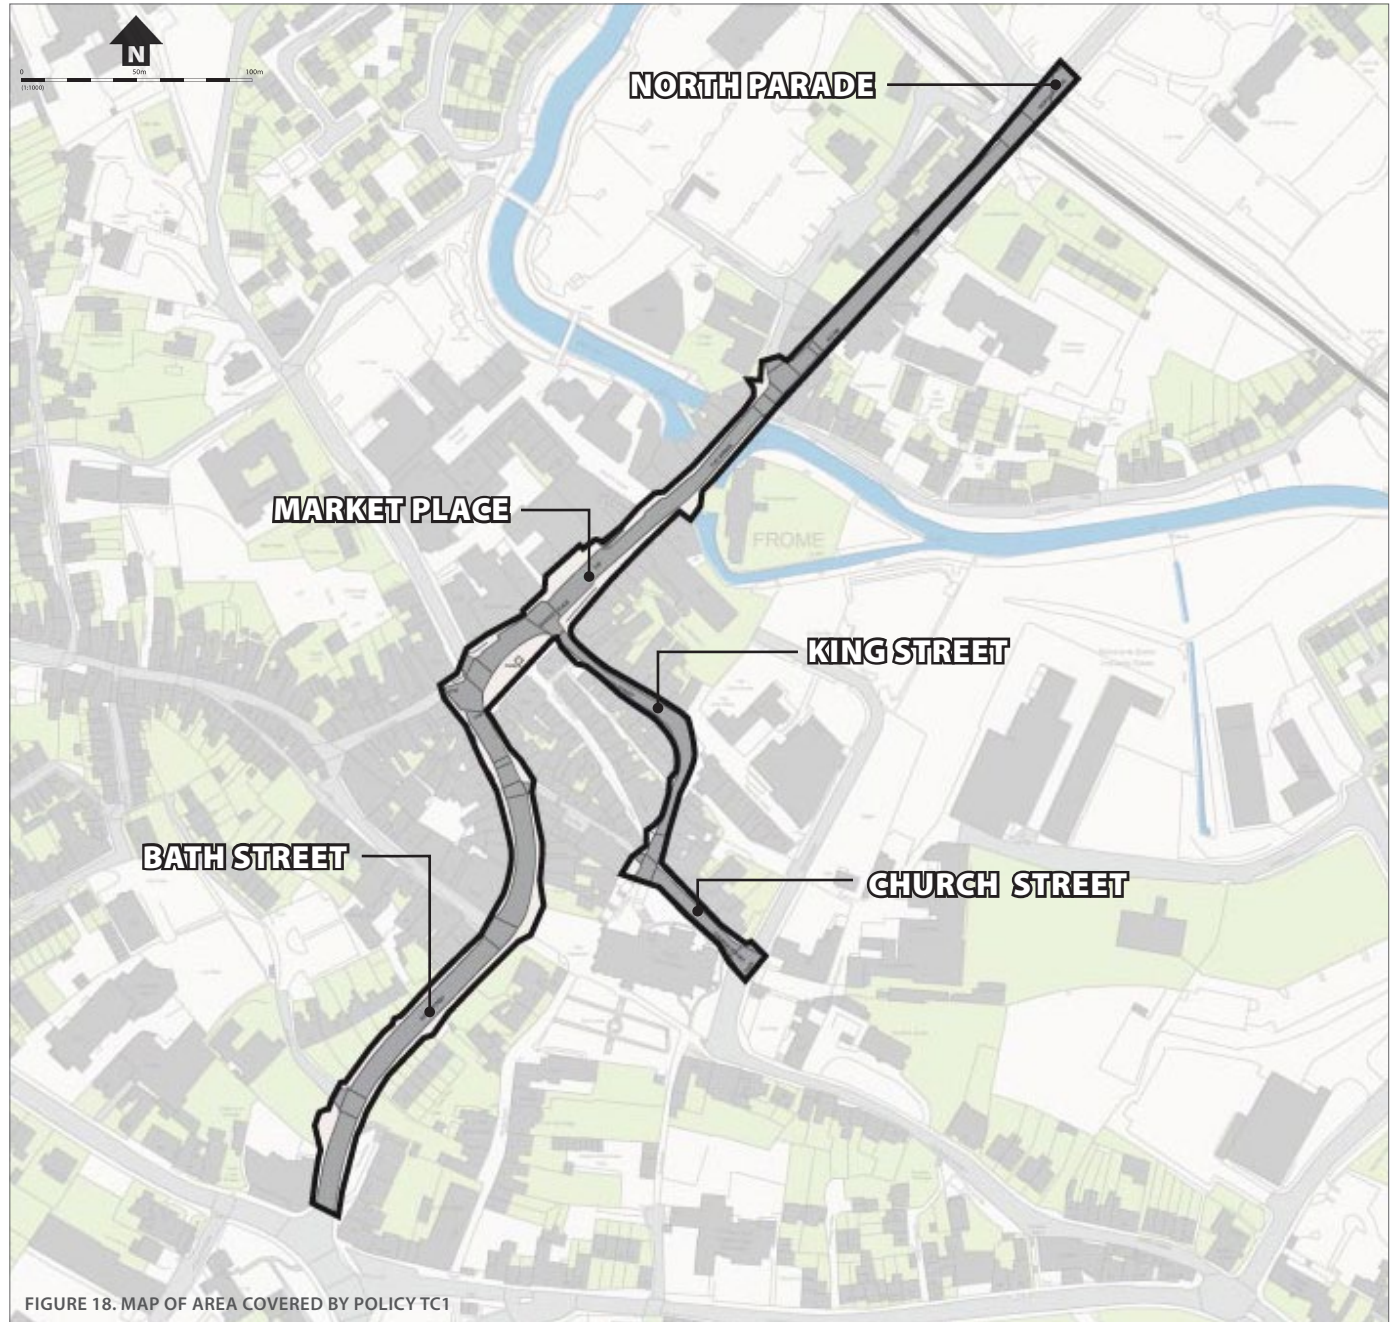 N
0 50m 100m
(1:1000)
NORTH PARADE
MARKET PLACE
FROME
KING STREET
BATH STREET
CHURCH STREET
FIGURE 18. MAP OF AREA COVERED BY POLICY TC1